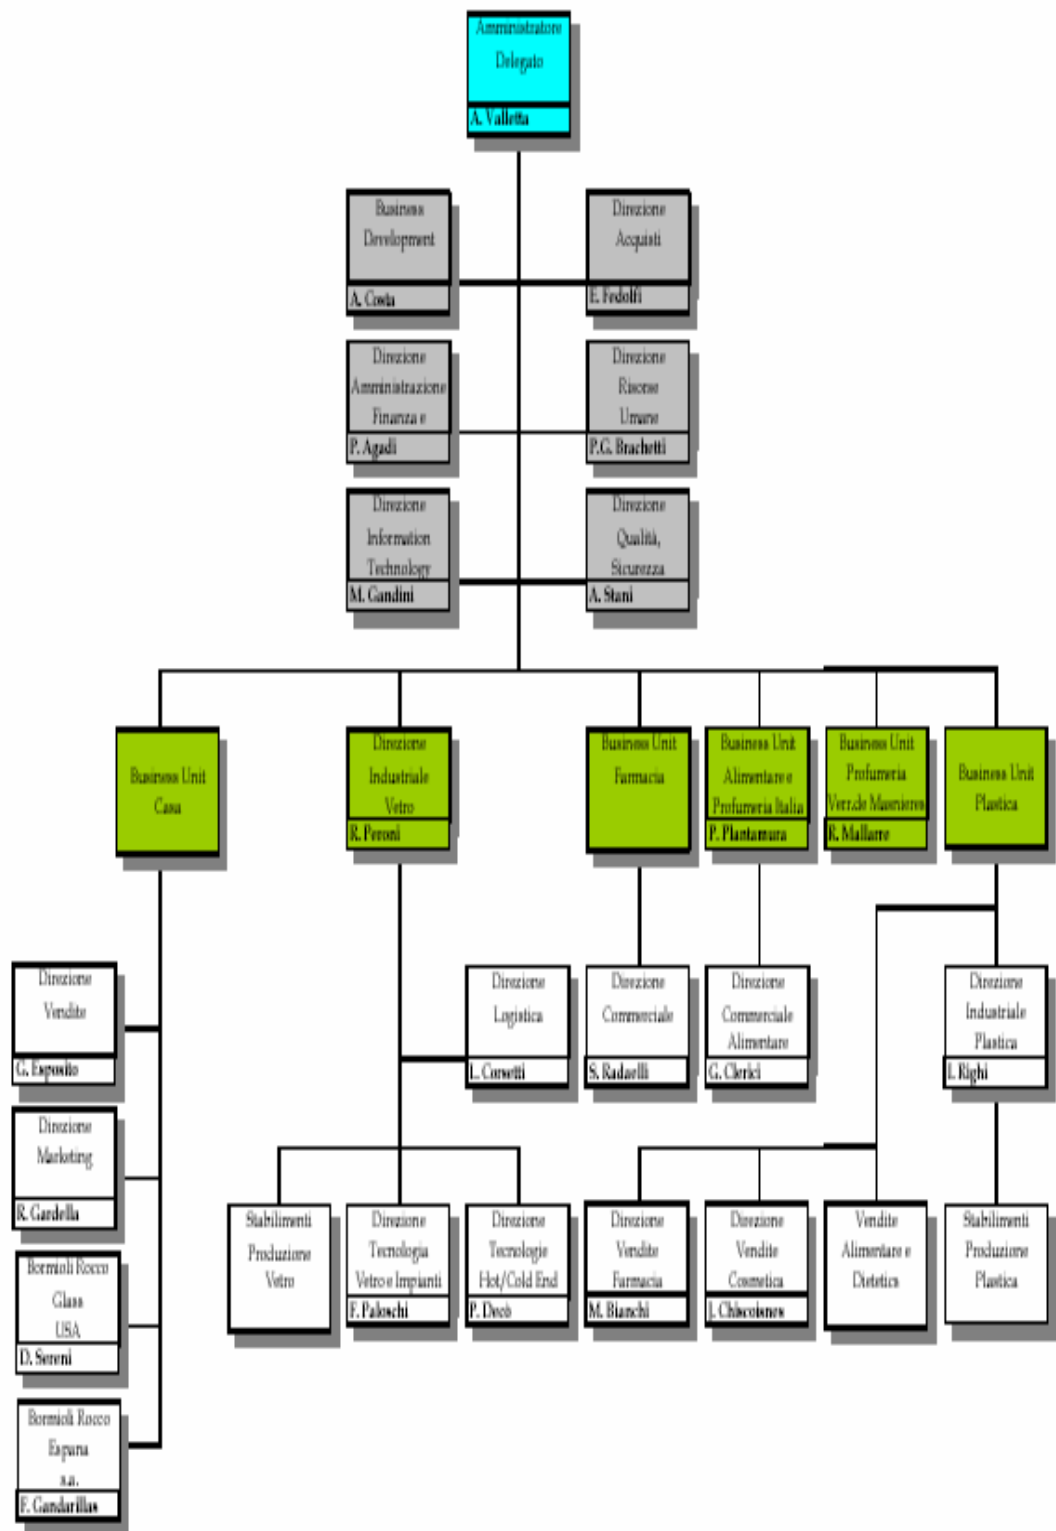 Amministratore
Delegato
A. Valletta
Business
Development
A. Costa
Direzione
Acquisti
E. Fedolfi
Direzione
Amministrazione
Finanza e
P. Agadi
Direzione
Risorse
Umane
P.G. Brachetti
Direzione
Information
Technology
M. Gandini
Direzione
Qualità,
Sicurezza
A. Stani
Business Unit
Casa
Direzione
Industriale
Vetro
R. Peroni
Business Unit
Farmacia
Business Unit
Alimentare e
Profumeria Italia
P. Plantamura
Business Unit
Profumeria
Verr.de Masnieres
R. Mallarre
Business Unit
Plastica
Direzione
Vendite
G. Esposito
Direzione
Logistica
L. Corsetti
Direzione
Commerciale
S. Radaelli
Direzione
Commerciale
Alimentare
G. Clerici
Direzione
Industriale
Plastica
I. Righi
Direzione
Marketing
R. Gardella
Stabilimenti
Produzione
Vetro
Direzione
Tecnologia
Vetro e Impianti
F. Paloschi
Direzione
Tecnologie
Hot/Cold End
P. Decò
Direzione
Vendite
Farmacia
M. Bianchi
Direzione
Vendite
Cosmetica
J. Chiscoisnes
Vendite
Alimentare e
Dietetics
Stabilimenti
Produzione
Plastica
Bormioli Rocco
Glass
USA
D. Sereni
Bormioli Rocco
Espana
s.a.
F. Gandarillas